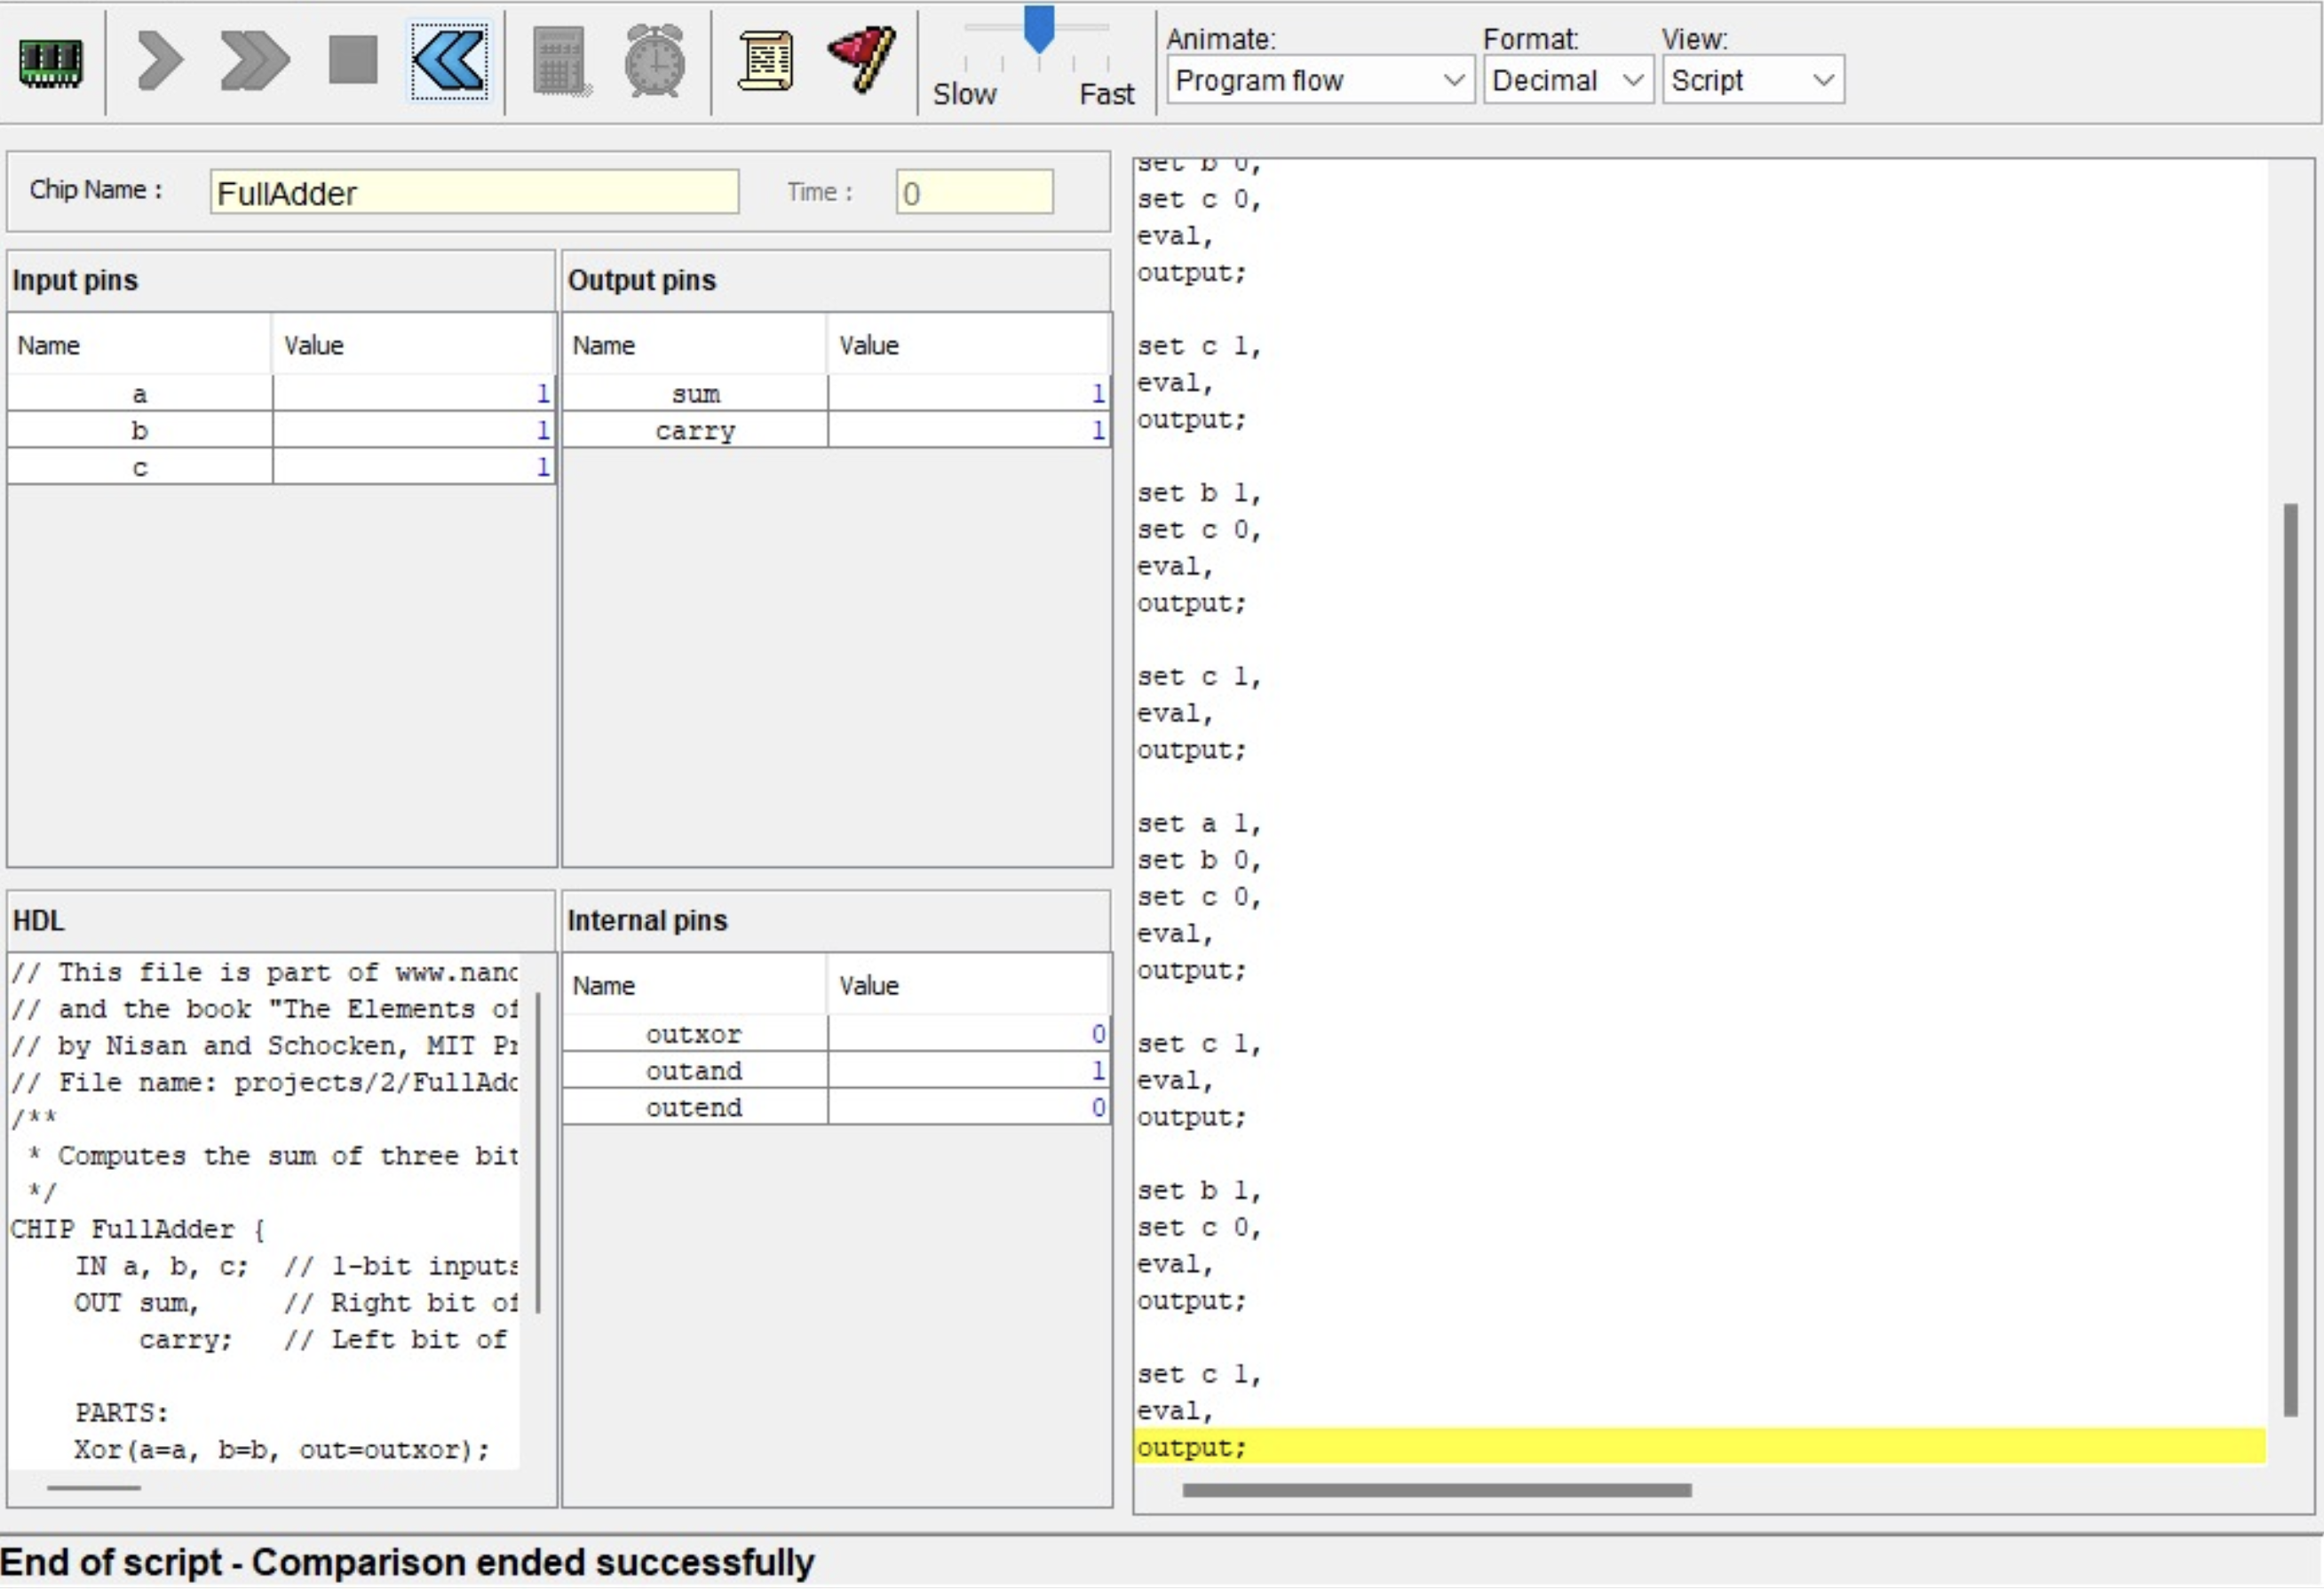 Animate: Format: View:
Slow Fast Program flow Decimal Script
Chip Name : FullAdder Time : 0
Input pins
Name Value
a 1
b 1
c 1
Output pins
Name Value
sum 1
carry 1
HDL
// This file is part of www.nanc
// and the book "The Elements of
// by Nisan and Schocken, MIT Pr
// File name: projects/2/FullAdd
/**
* Computes the sum of three bit
*/
CHIP FullAdder {
IN a, b, c; // 1-bit inputs
OUT sum, // Right bit of
carry; // Left bit of
PARTS:
Xor(a=a, b=b, out=outxor);
Internal pins
Name Value
outxor 0
outand 1
outend 0
set b 0,
set c 0,
eval,
output;
set c 1,
eval,
output;
set b 1,
set c 0,
eval,
output;
set c 1,
eval,
output;
set a 1,
set b 0,
set c 0,
eval,
output;
set c 1,
eval,
output;
set b 1,
set c 0,
eval,
output;
set c 1,
eval,
output;
End of script - Comparison ended successfully